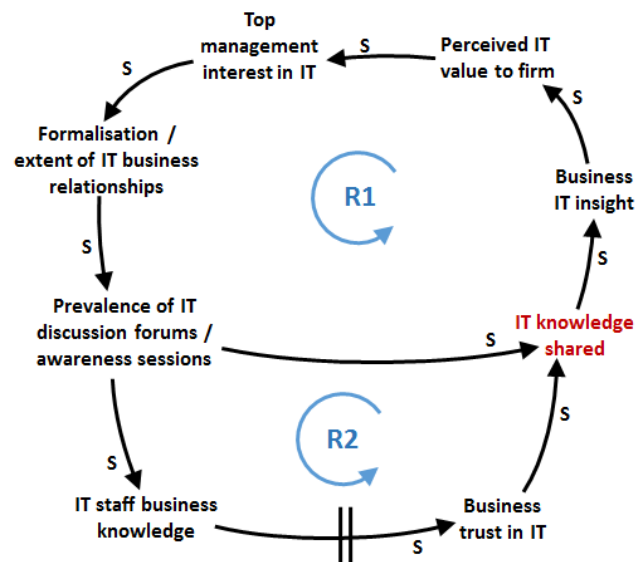 Top
management
interest in IT
S
Perceived IT
value to firm
S
S
Formalisation /
extent of IT business
relationships
Business
IT insight
R1
S
S
Prevalence of IT
discussion forums /
awareness sessions
IT knowledge
shared
S
R2
S
S
IT staff business
knowledge
Business
trust in IT
S